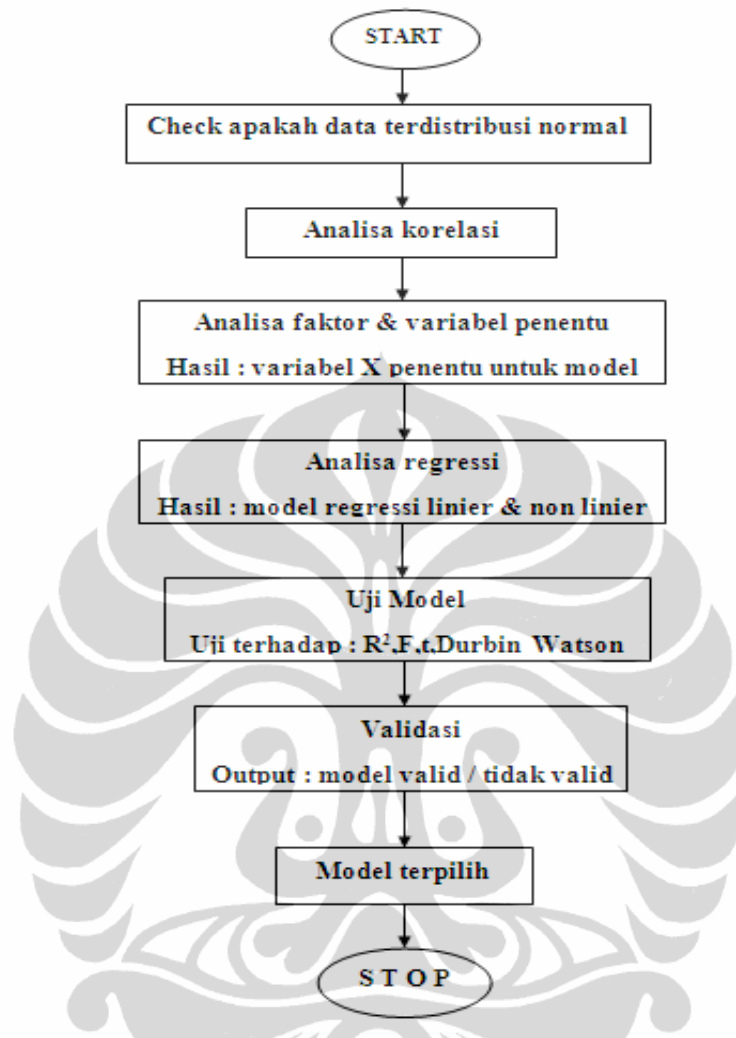 START
Check apakah data terdistribusi normal
Analisa korelasi
Analisa faktor & variabel penentu
Hasil : variabel X penentu untuk model
Analisa regressi
Hasil : model regressi linier & non linier
Uji Model
Uji terhadap : R²,F,t,Durbin Watson
Validasi
Output : model valid / tidak valid
Model terpilih
S T O P